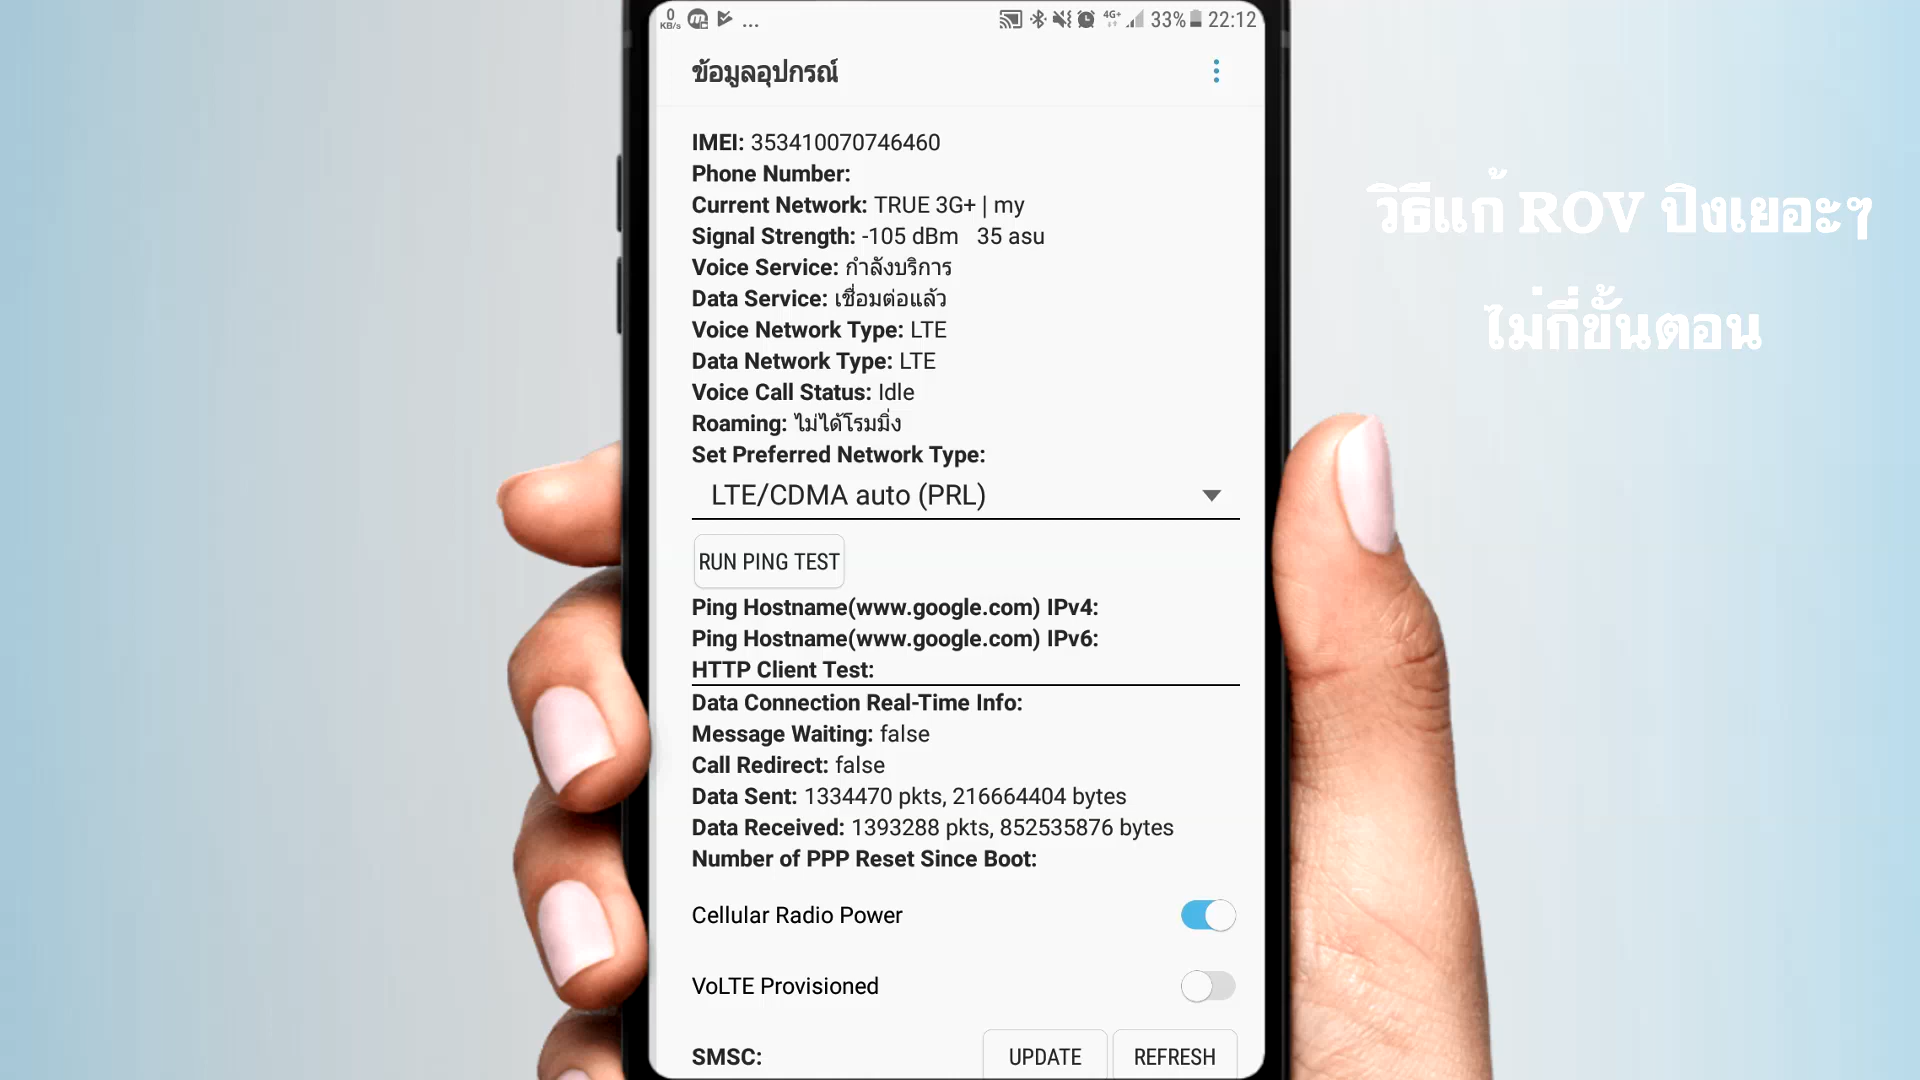 0 KB/s ... 4G+ 33% 22:12
ข้อมูลอุปกรณ์
IMEI: 353410070746460
Phone Number:
Current Network: TRUE 3G+ | my
Signal Strength: -105 dBm 35 asu
Voice Service: กำลังบริการ
Data Service: เชื่อมต่อแล้ว
Voice Network Type: LTE
Data Network Type: LTE
Voice Call Status: Idle
Roaming: ไม่ได้โรมมิ่ง
Set Preferred Network Type:
LTE/CDMA auto (PRL)
RUN PING TEST
Ping Hostname(www.google.com) IPv4:
Ping Hostname(www.google.com) IPv6:
HTTP Client Test:
Data Connection Real-Time Info:
Message Waiting: false
Call Redirect: false
Data Sent: 1334470 pkts, 216664404 bytes
Data Received: 1393288 pkts, 852535876 bytes
Number of PPP Reset Since Boot:
Cellular Radio Power
VoLTE Provisioned
SMSC: UPDATE REFRESH
วิธีแก้ ROV ปิงเยอะๆ
ไม่กี่ขั้นตอน